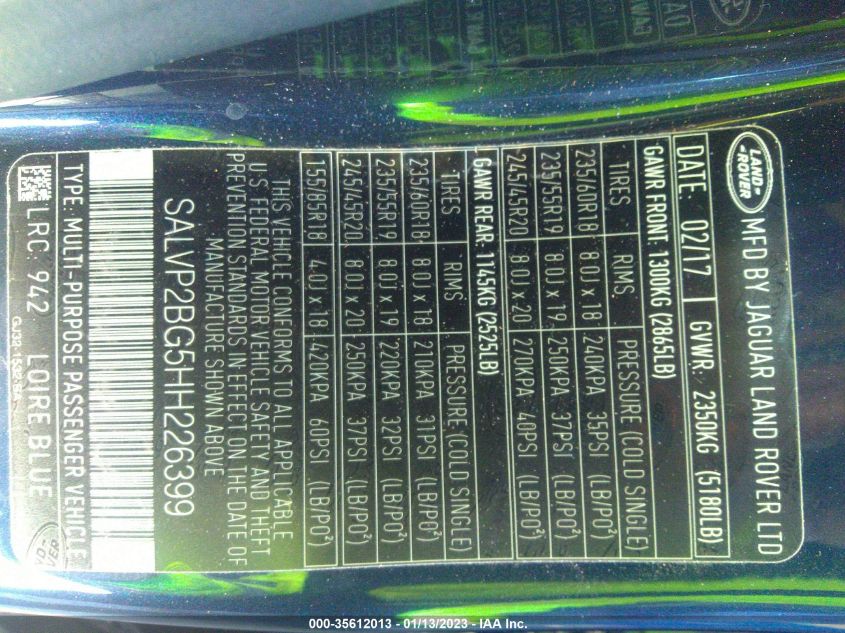 LAND-
ROVER
MFD BY JAGUAR LAND ROVER LTD
DATE: 02/17 GVWR: 2350KG (5180LB)
GAWR FRONT: 1300KG (2865LB)
TIRES RIMS PRESSURE (COLD SINGLE)
235/60R18 8.0J x 18 240KPA 35PSI (LB/PO²)
235/55R19 8.0J x 19 250KPA 37PSI (LB/PO²)
245/45R20 8.0J x 20 270KPA 40PSI (LB/PO²)
GAWR REAR: 1145KG (2525LB)
TIRES RIMS PRESSURE (COLD SINGLE)
235/60R18 8.0J x 18 210KPA 31PSI (LB/PO²)
235/55R19 8.0J x 19 220KPA 32PSI (LB/PO²)
245/45R20 8.0J x 20 250KPA 37PSI (LB/PO²)
155/85R18 4.0J x 18 420KPA 60PSI (LB/PO²)
THIS VEHICLE CONFORMS TO ALL APPLICABLE
U.S FEDERAL MOTOR VEHICLE SAFETY AND THEFT
PREVENTION STANDARDS IN EFFECT ON THE DATE OF
MANUFACTURE SHOWN ABOVE
SALVP2BG5HH226399
TYPE: MULTI-PURPOSE PASSENGER VEHICLE
LRC: 942 LOIRE BLUE
000-35612013 - 01/13/2023 - IAA Inc.